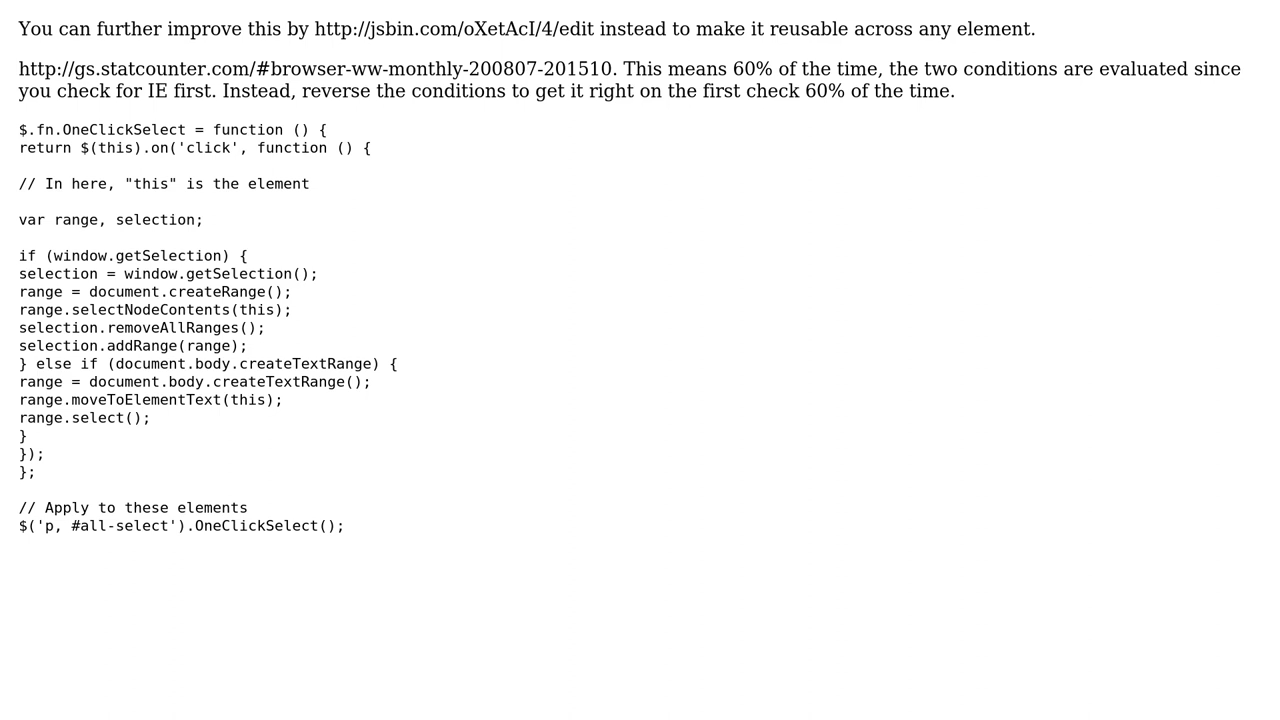 You can further improve this by http://jsbin.com/oXetAcI/4/edit instead to make it reusable across any element.
http://gs.statcounter.com/#browser-ww-monthly-200807-201510. This means 60% of the time, the two conditions are evaluated since
you check for IE first. Instead, reverse the conditions to get it right on the first check 60% of the time.
$.fn.OneClickSelect = function () {
return $(this).on('click', function () {
// In here, "this" is the element
var range, selection;
if (window.getSelection) {
selection = window.getSelection();
range = document.createRange();
range.selectNodeContents(this);
selection.removeAllRanges();
selection.addRange(range);
} else if (document.body.createTextRange) {
range = document.body.createTextRange();
range.moveToElementText(this);
range.select();
}
});
};
// Apply to these elements
$('p, #all-select').OneClickSelect();